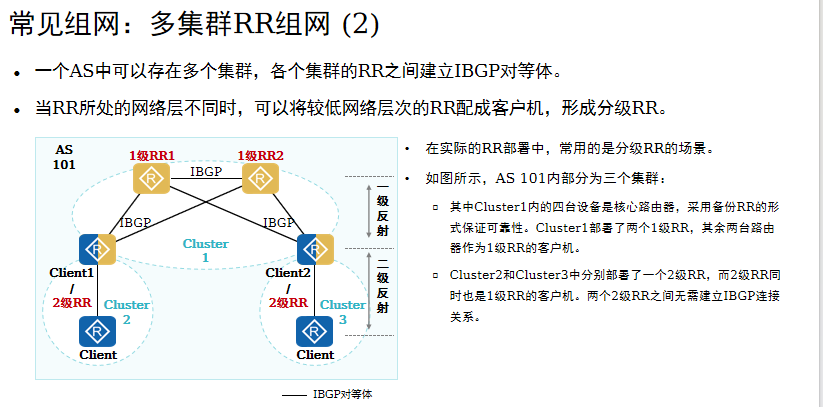 常见组网：多集群RR组网 (2)
• 一个AS中可以存在多个集群，各个集群的RR之间建立IBGP对等体。
• 当RR所处的网络层不同时，可以将较低网络层次的RR配成客户机，形成分级RR。
AS
101
1级RR1
1级RR2
IBGP
R
R
一级反射
IBGP
IBGP
R
R
Cluster
1
Client1
/
2级RR
Client2
/
2级RR
二级反射
Cluster
2
Cluster
3
R
R
Client
Client
IBGP对等体
• 在实际的RR部署中，常用的是分级RR的场景。
• 如图所示，AS 101内部分为三个集群：
▫ 其中Cluster1内的四台设备是核心路由器，采用备份RR的形
式保证可靠性。Cluster1部署了两个1级RR，其余两台路由
器作为1级RR的客户机。
▫ Cluster2和Cluster3中分别部署了一个2级RR，而2级RR同
时也是1级RR的客户机。两个2级RR之间无需建立IBGP连接
关系。